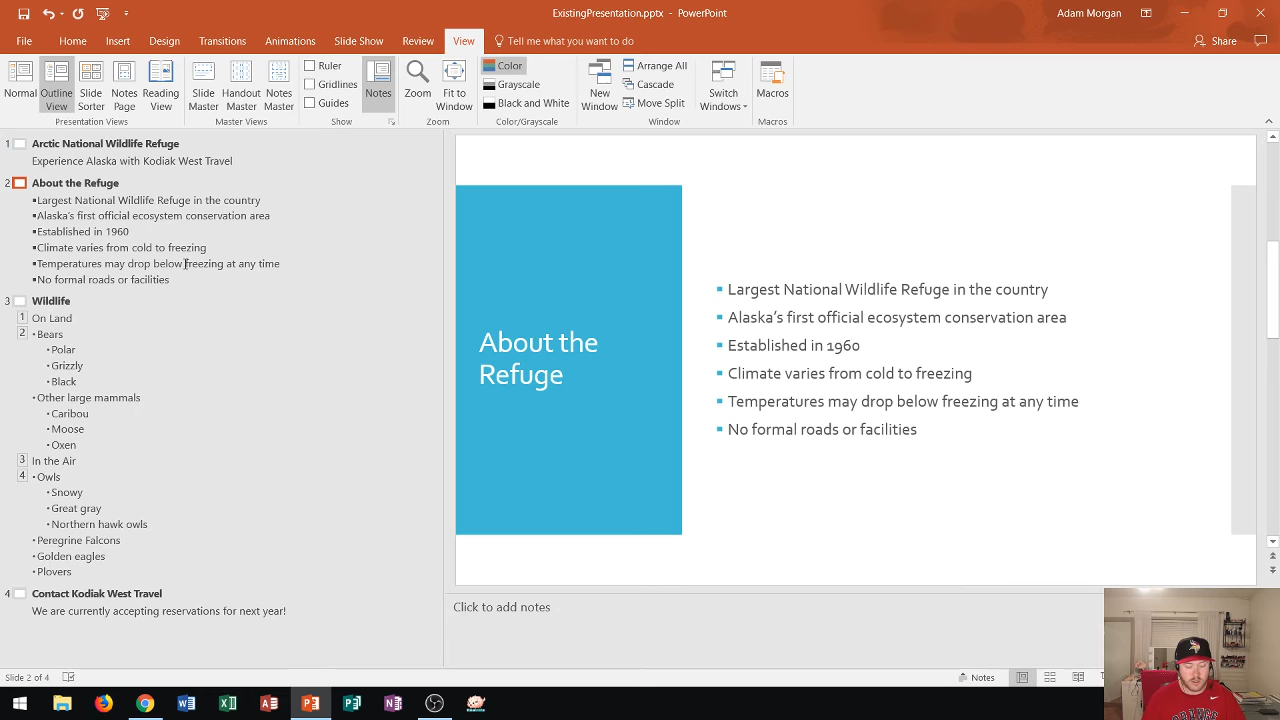 ExistingPresentation.pptx - PowerPoint
Adam Morgan
File Home Insert Design Transitions Animations Slide Show Review View Tell me what you want to do Share
Normal Outline View Slide Sorter Notes Page Reading View
Presentation Views
Slide Master Handout Master Notes Master
Master Views
Ruler
Gridlines
Guides
Show
Notes
Zoom Fit to Window
Zoom
Color
Grayscale
Black and White
Color/Grayscale
New Window
Arrange All
Cascade
Move Split
Switch Windows
Window
Macros
Macros
1 Arctic National Wildlife Refuge
Experience Alaska with Kodiak West Travel
2 About the Refuge
▪Largest National Wildlife Refuge in the country
▪Alaska's first official ecosystem conservation area
▪Established in 1960
▪Climate varies from cold to freezing
▪Temperatures may drop below freezing at any time
▪No formal roads or facilities
3 Wildlife
1 On Land
2 •Bears
•Polar
•Grizzly
•Black
•Other large mammals
•Caribou
•Moose
•Oxen
3 In the Air
4 •Owls
•Snowy
•Great gray
•Northern hawk owls
•Peregrine Falcons
•Golden eagles
•Plovers
4 Contact Kodiak West Travel
We are currently accepting reservations for next year!
About the
Refuge
▪ Largest National Wildlife Refuge in the country
▪ Alaska's first official ecosystem conservation area
▪ Established in 1960
▪ Climate varies from cold to freezing
▪ Temperatures may drop below freezing at any time
▪ No formal roads or facilities
Click to add notes
Slide 2 of 4
Notes